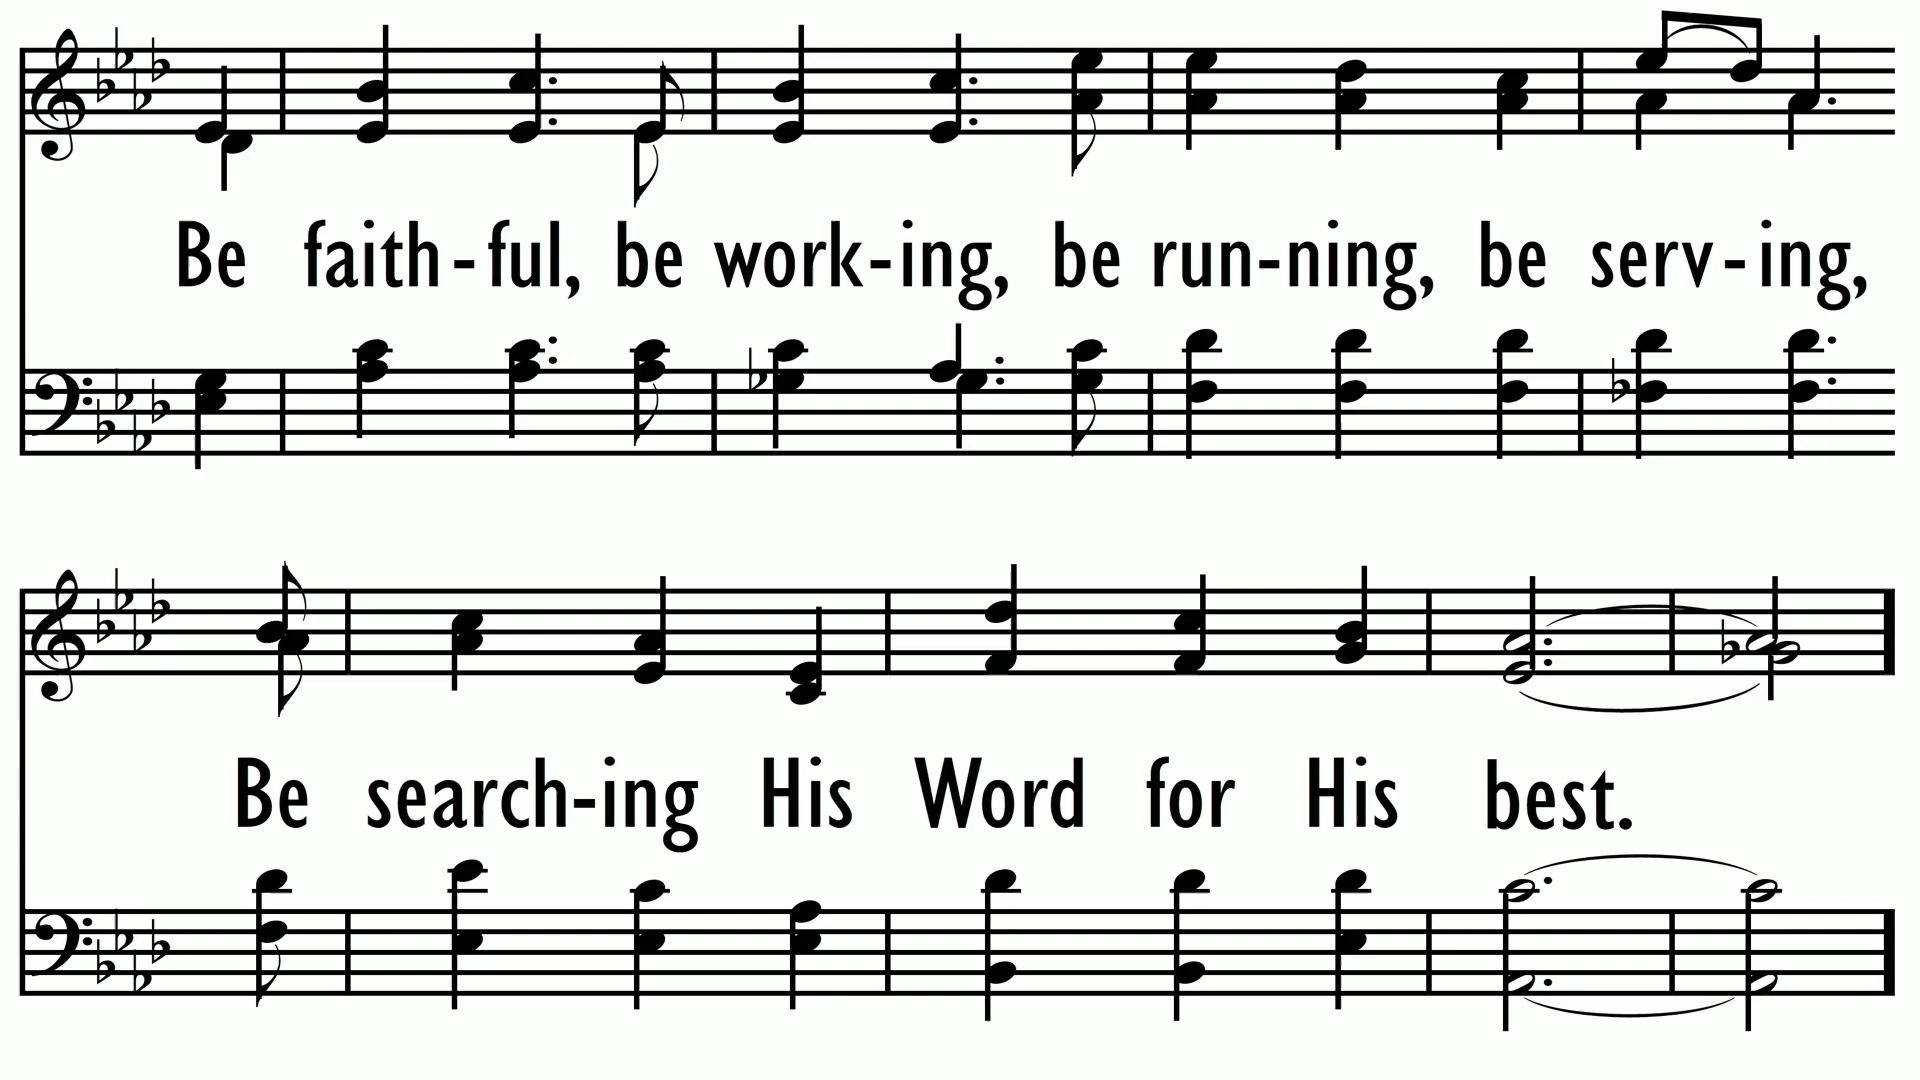 Be faith-ful, be work-ing, be run-ning, be serv-ing,
Be search-ing His Word for His best.